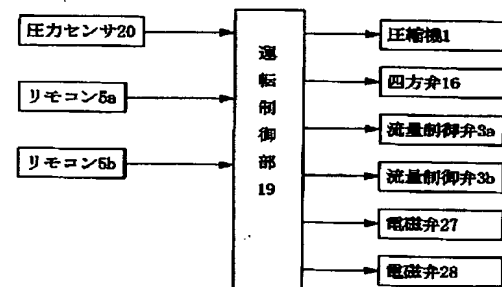 圧力センサ20
リモコン5a
リモコン5b
運転制御部19
圧縮機1
四方弁16
流量制御弁3a
流量制御弁3b
電磁弁27
電磁弁28